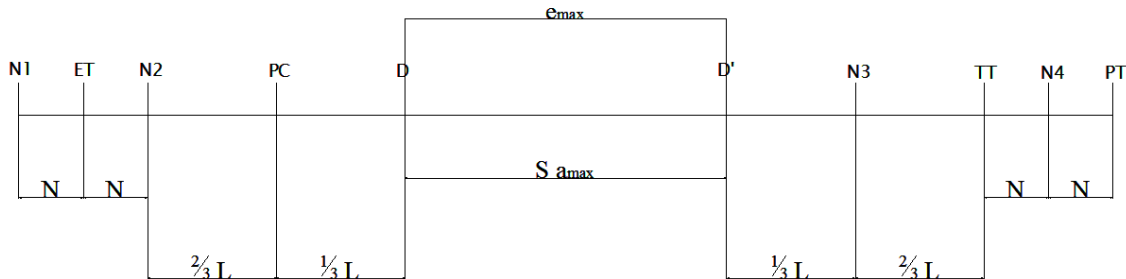 emax
N1 ET N2 PC D D' N3 TT N4 PT
S amax
N N N N
⅔ L ⅓ L ⅓ L ⅔ L